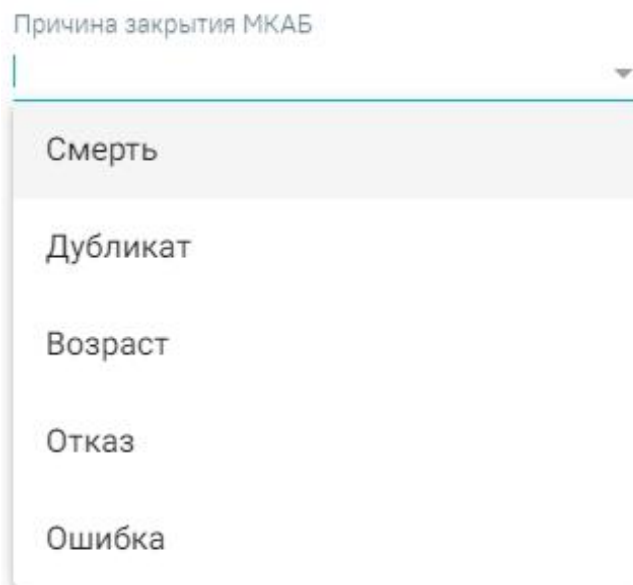 Причина закрытия МКАБ
Смерть
Дубликат
Возраст
Отказ
Ошибка